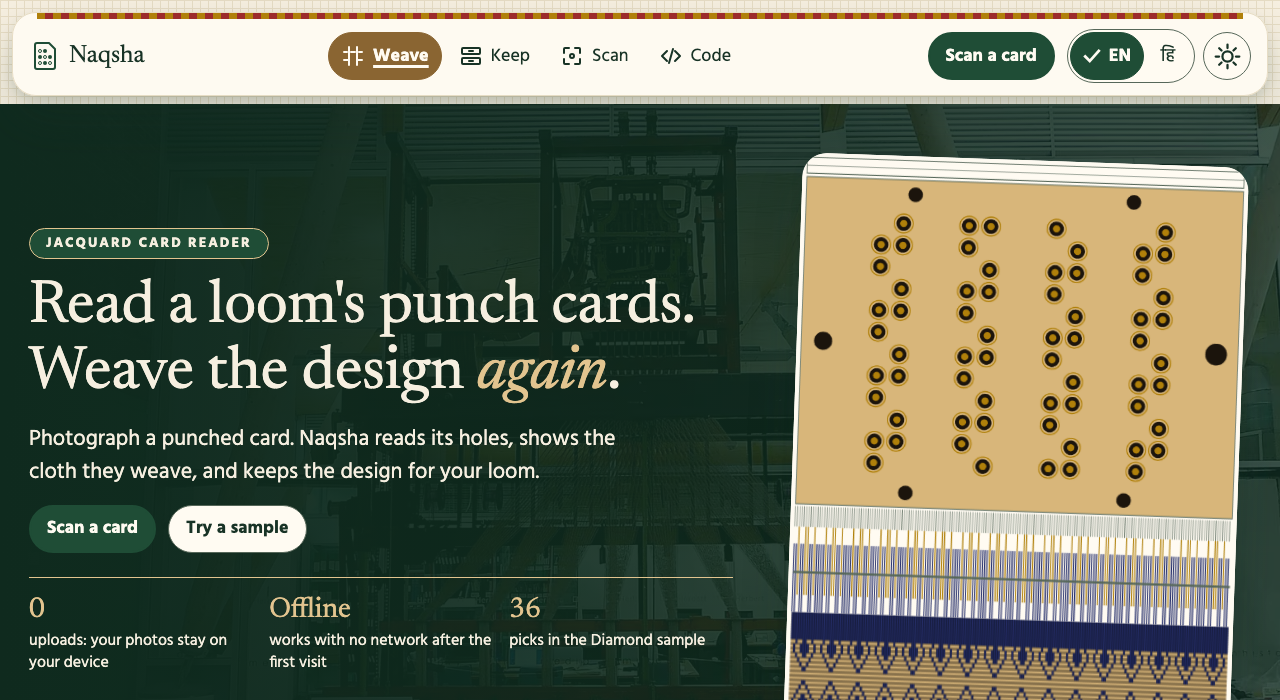 Naqsha
Weave
Keep
Scan
Code
Scan a card
EN
हिं
JACQUARD CARD READER
Read a loom's punch cards.
Weave the design again.
Photograph a punched card. Naqsha reads its holes, shows the
cloth they weave, and keeps the design for your loom.
Scan a card
Try a sample
0
uploads: your photos stay on
your device
Offline
works with no network after the
first visit
36
picks in the Diamond sample